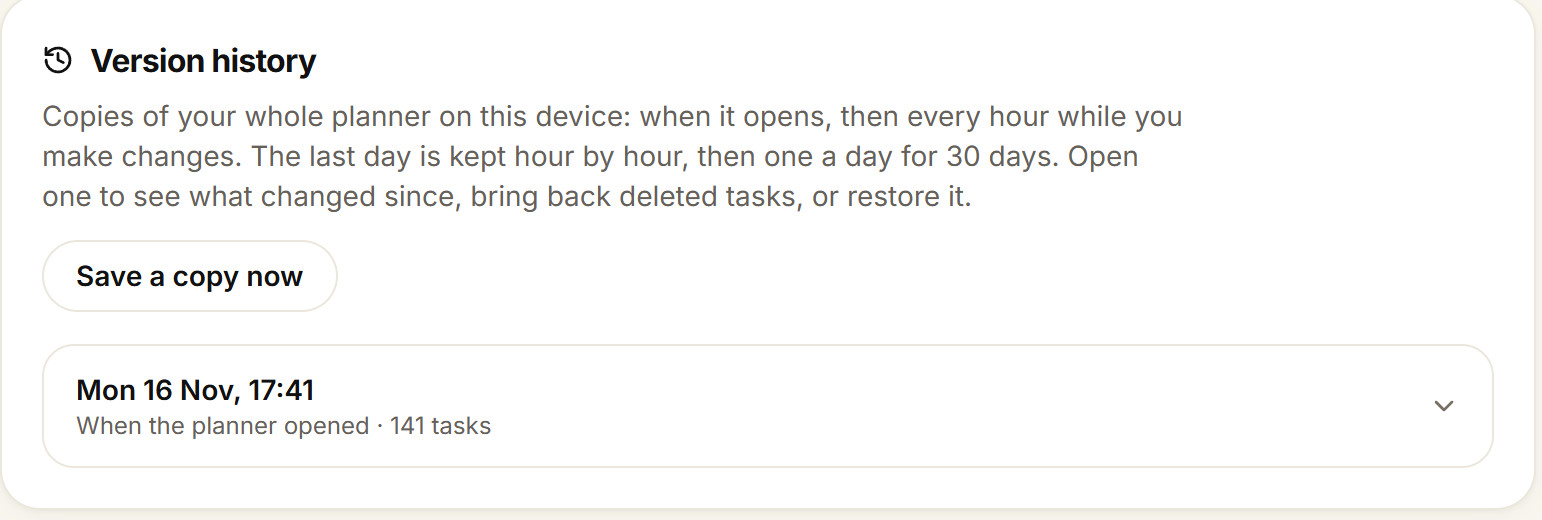 Version history
Copies of your whole planner on this device: when it opens, then every hour while you
make changes. The last day is kept hour by hour, then one a day for 30 days. Open
one to see what changed since, bring back deleted tasks, or restore it.
Save a copy now
Mon 16 Nov, 17:41
When the planner opened · 141 tasks